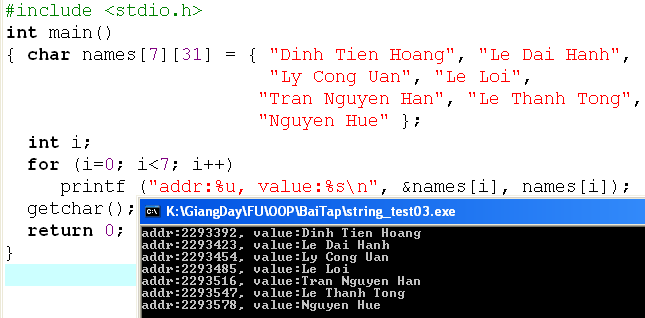 #include <stdio.h>
int main()
{ char names[7][31] = { "Dinh Tien Hoang", "Le Dai Hanh",
"Ly Cong Uan", "Le Loi",
"Tran Nguyen Han", "Le Thanh Tong",
"Nguyen Hue" };
int i;
for (i=0; i<7; i++)
printf ("addr:%u, value:%s\n", &names[i], names[i]);
getchar();
return 0;
}
K:\GiangDay\FU\OOP\BaiTap\string_test03.exe
addr:2293392, value:Dinh Tien Hoang
addr:2293423, value:Le Dai Hanh
addr:2293454, value:Ly Cong Uan
addr:2293485, value:Le Loi
addr:2293516, value:Tran Nguyen Han
addr:2293547, value:Le Thanh Tong
addr:2293578, value:Nguyen Hue